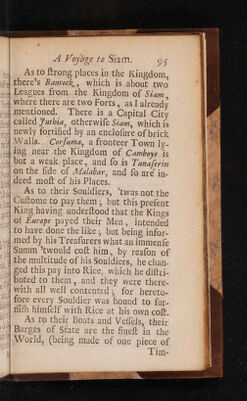 A Voyage to Siam. 95
As to strong places in the Kingdom,
there's Bancock, which is about two
Leagues from the Kingdom of Siam,
where there are two Forts, as I already
mentioned. There is a Capital City
called Juthia, otherwise Siam, which is
newly fortified by an enclosure of brick
Walls. Corsuma, a fronteer Town ly-
ing near the Kingdom of Camboye is
but a weak place, and so is Tanaserin
on the side of Malabar, and so are in-
deed most of his Places.
As to their Souldiers, 'twas not the
Custome to pay them; but this present
King having understood that the Kings
of Europe payed their Men, intended
to have done the like; but being infor-
med by his Treasurers what an immense
Summ 'twould cost him, by reason of
the multitude of his Souldiers, he chan-
ged this pay into Rice, which he distri-
buted to them, and they were there-
with all well contented; for hereto-
fore every Souldier was bound to fur-
nish himself with Rice at his own cost.
As to their Boats and Vessels, their
Barges of State are the finest in the
World, (being made of one piece of
Tim-